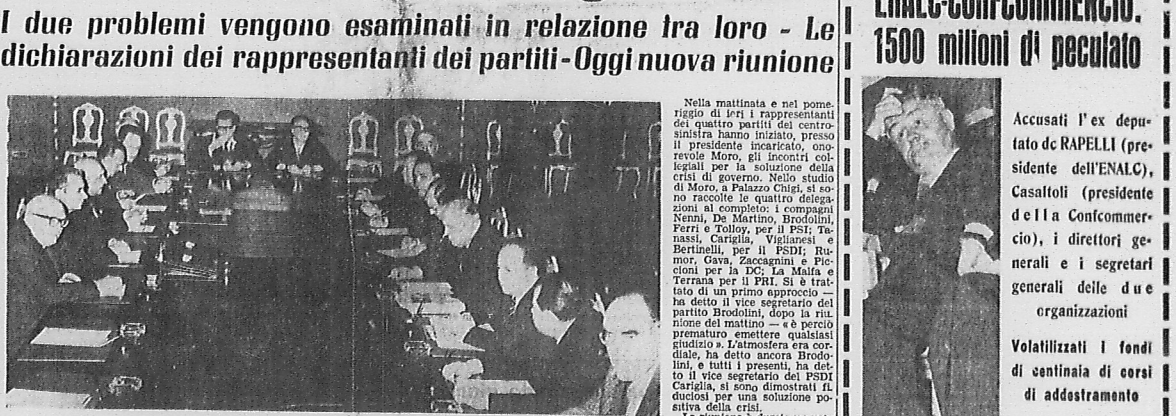 I due problemi vengono esaminati in relazione tra loro - Le
dichiarazioni dei rappresentanti dei partiti-Oggi nuova riunione
Nella mattinata e nel pome-
riggio di ieri i rappresentanti
dei quattro partiti del centro-
sinistra hanno iniziato, presso
il presidente incaricato, ono-
revole Moro, gli incontri col-
legiali per la soluzione della
crisi di governo. Nello studio
di Moro, a Palazzo Chigi, si so-
no raccolte le quattro delega-
zioni al completo: i compagni
Nenni, De Martino, Brodolini,
Ferri e Tolloy, per il PSI; Ta-
nassi, Cariglia, Viglianesi e
Bertinelli, per il PSDI; Ru-
mor, Gava, Zaccagnini e Pic-
cioni per la DC; La Malfa e
Terrana per il PRI. Si è trat-
tato di un primo approccio —
ha detto il vice segretario del
partito Brodolini, dopo la riu-
nione del mattino — « è perciò
prematuro emettere qualsiasi
giudizio ». L'atmosfera era cor-
diale, ha detto ancora Brodo-
lini, e tutti i presenti, ha det-
to il vice segretario del PSDI
Cariglia, si sono dimostrati fi-
duciosi per una soluzione po-
sitiva della crisi.
ENALC-CONFCOMMERCIO:
1500 milioni di peculato
Accusati l'ex depu-
tato dc RAPELLI (pre-
sidente dell'ENALC),
Casaltoli (presidente
della Confcommer-
cio), i direttori ge-
nerali e i segretari
generali delle due
organizzazioni
Volatilizzati i fondi
di centinaia di corsi
di addestramento